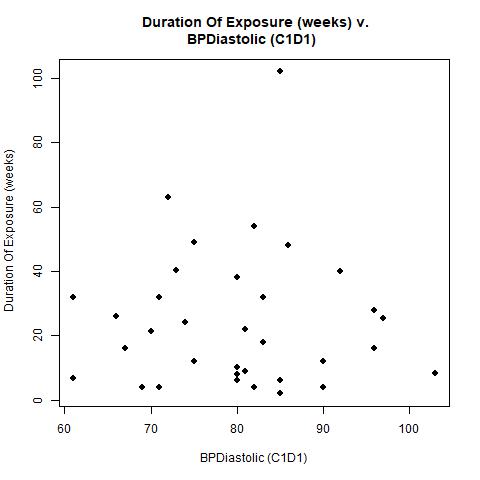 Duration Of Exposure (weeks) v.
BPDiastolic (C1D1)
Duration Of Exposure (weeks)
100
80
60
40
20
0
60 70 80 90 100
BPDiastolic (C1D1)